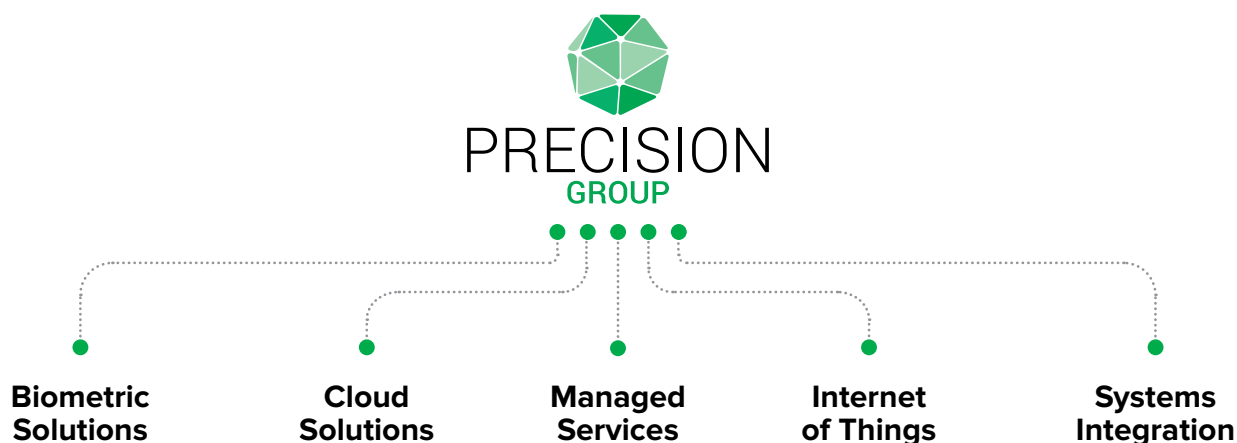 PRECISION
GROUP
Biometric
Solutions
Cloud
Solutions
Managed
Services
Internet
of Things
Systems
Integration